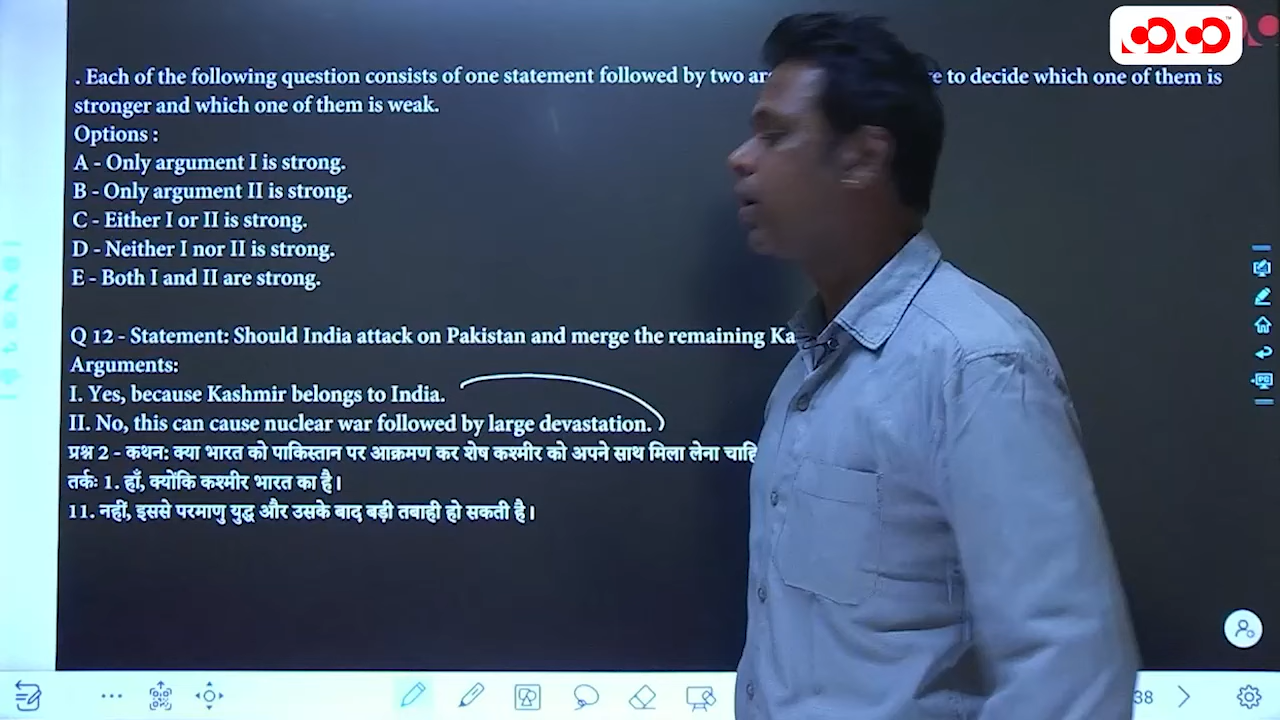 . Each of the following question consists of one statement followed by two to decide which one of them is
stronger and which one of them is weak.
Options :
A - Only argument I is strong.
B - Only argument II is strong.
C - Either I or II is strong.
D - Neither I nor II is strong.
E - Both I and II are strong.
Q 12 - Statement: Should India attack on Pakistan and merge the remaining
Arguments:
I. Yes, because Kashmir belongs to India.
II. No, this can cause nuclear war followed by large devastation.
प्रश्न 2 - कथन: क्या भारत को पाकिस्तान पर आक्रमण कर शेष कश्मीर को अपने साथ मिला लेना
तर्कः 1. हाँ, क्योंकि कश्मीर भारत का है।
11. नहीं, इससे परमाणु युद्ध और उसके बाद बड़ी तबाही हो सकती है।
38